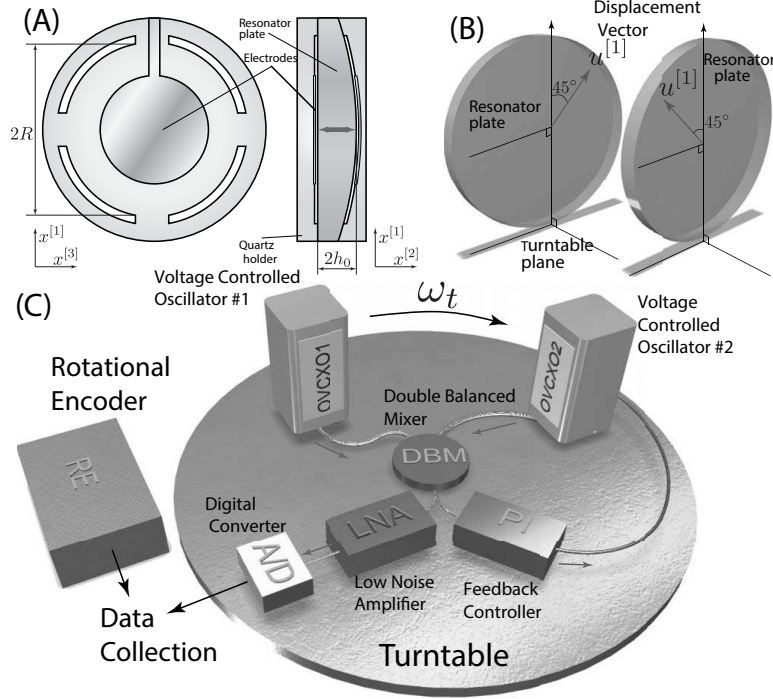 (A)
Resonator
plate
Electrodes
2R
x[1]
x[3]
Quartz
holder
2h0
x[1]
x[2]
(B)
Displacement
Vector
u[1]
45°
Resonator
plate
Resonator
plate
u[1]
45°
Turntable
plane
(C)
Voltage Controlled
Oscillator #1
ωt
Voltage
Controlled
Oscillator #2
OVCXO1
OVCXO2
Rotational
Encoder
RE
Double Balanced
Mixer
DBM
Digital
Converter
A/D
LNA
PI
Low Noise
Amplifier
Feedback
Controller
Data
Collection
Turntable